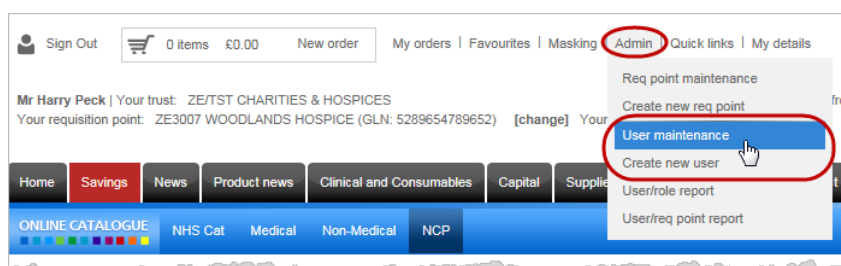 Sign Out 0 items £0.00 New order My orders | Favourites | Masking | Admin | Quick links | My details
Req point maintenance
Mr Harry Peck | Your trust: ZE/TST CHARITIES & HOSPICES
Create new req point
Your requisition point: ZE3007 WOODLANDS HOSPICE (GLN: 5289654789652) [change] Your
User maintenance
Create new user
Home Savings News Product news Clinical and Consumables Capital
User/role report
ONLINE CATALOGUE NHS Cat Medical Non-Medical NCP
User/req point report